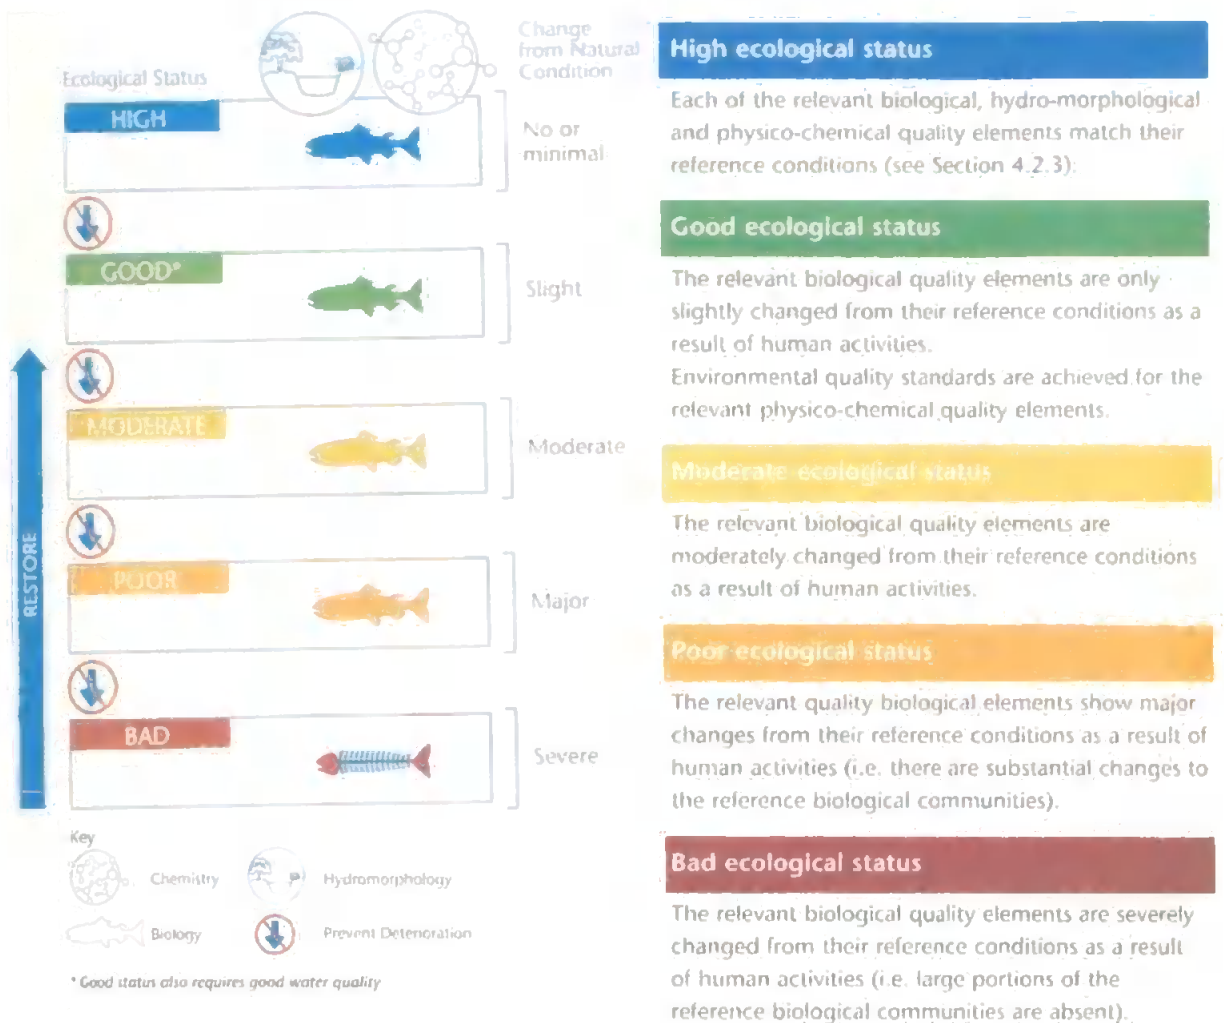 Ecological Status
Change
from Natural
Condition
HIGH
No or
minimal
GOOD*
Slight
MODERATE
Moderate
POOR
Major
BAD
Severe
RESTORE
Key
Chemistry
Hydromorphology
Biology
Prevent Deterioration
* Good status also requires good water quality
High ecological status
Each of the relevant biological, hydro-morphological
and physico-chemical quality elements match their
reference conditions (see Section 4.2.3).
Good ecological status
The relevant biological quality elements are only
slightly changed from their reference conditions as a
result of human activities.
Environmental quality standards are achieved for the
relevant physico-chemical quality elements.
Moderate ecological status
The relevant biological quality elements are
moderately changed from their reference conditions
as a result of human activities.
Poor ecological status
The relevant quality biological elements show major
changes from their reference conditions as a result of
human activities (i.e. there are substantial changes to
the reference biological communities).
Bad ecological status
The relevant biological quality elements are severely
changed from their reference conditions as a result
of human activities (i.e. large portions of the
reference biological communities are absent).